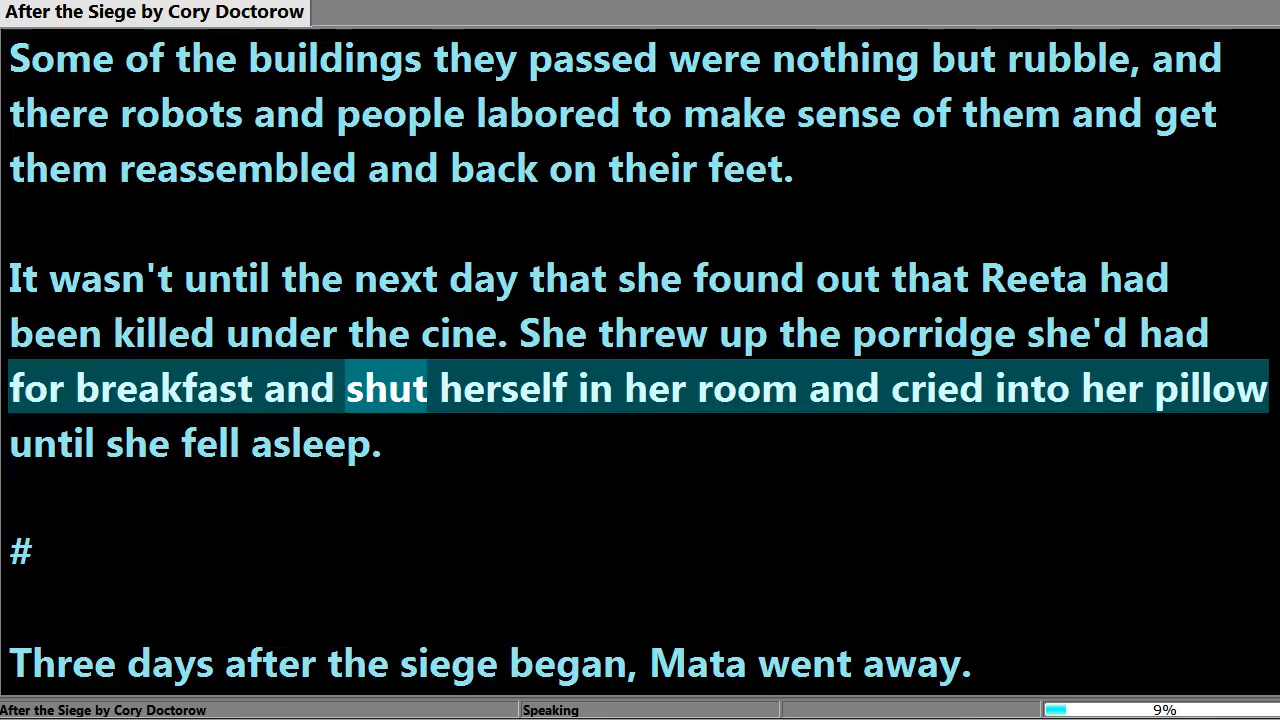 After the Siege by Cory Doctorow
Some of the buildings they passed were nothing but rubble, and
there robots and people labored to make sense of them and get
them reassembled and back on their feet.
It wasn't until the next day that she found out that Reeta had
been killed under the cine. She threw up the porridge she'd had
for breakfast and shut herself in her room and cried into her pillow
until she fell asleep.
#
Three days after the siege began, Mata went away.
After the Siege by Cory Doctorow
Speaking
9%